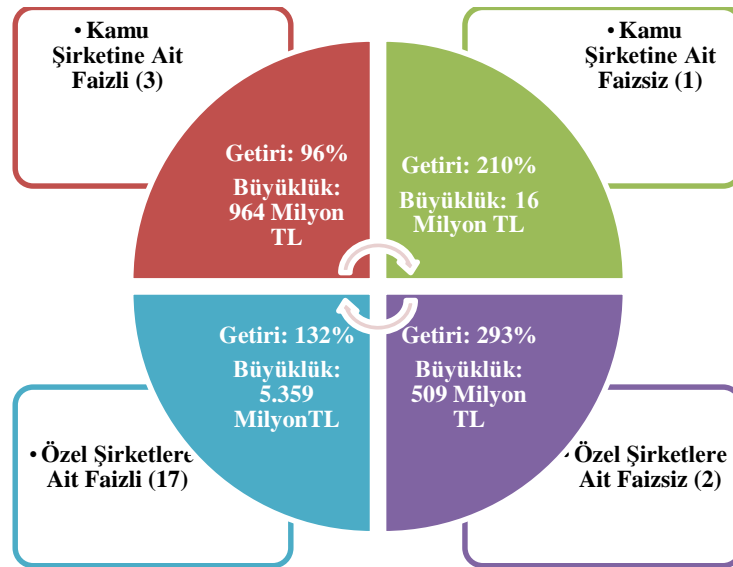 • Kamu
Şirketine Ait
Faizli (3)
• Kamu
Şirketine Ait
Faizsiz (1)
Getiri: 96%
Büyüklük:
964 Milyon
TL
Getiri: 210%
Büyüklük: 16
Milyon TL
Getiri: 132%
Büyüklük:
5.359
MilyonTL
Getiri: 293%
Büyüklük:
509 Milyon
TL
• Özel Şirketlere
Ait Faizli (17)
• Özel Şirketlere
Ait Faizsiz (2)